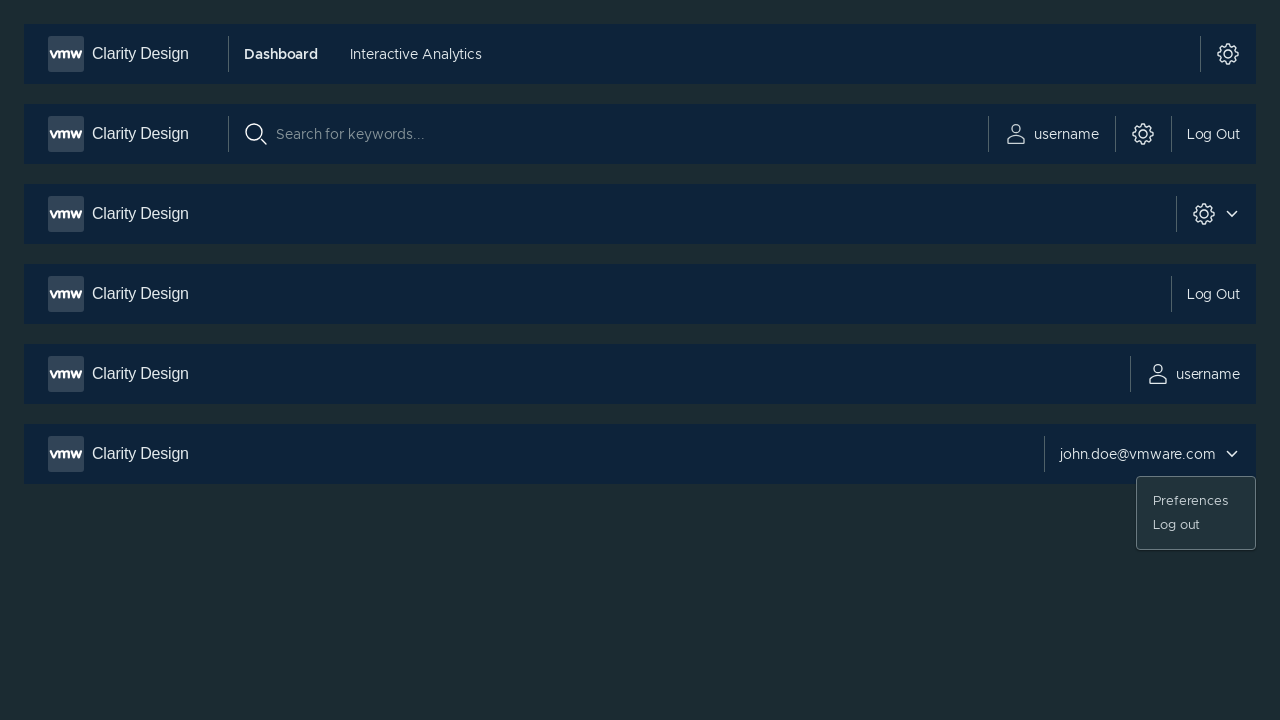 vmw Clarity Design Dashboard Interactive Analytics
vmw Clarity Design Search for keywords... username Log Out
vmw Clarity Design
vmw Clarity Design Log Out
vmw Clarity Design username
vmw Clarity Design john.doe@vmware.com
Preferences
Log out